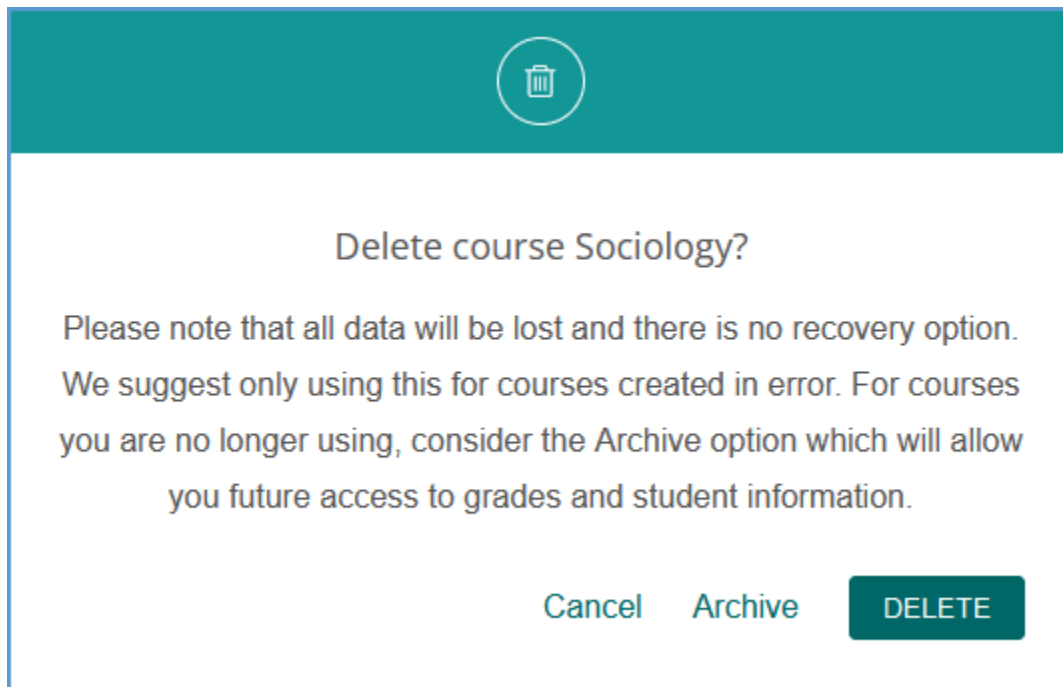 Delete course Sociology?
Please note that all data will be lost and there is no recovery option.
We suggest only using this for courses created in error. For courses
you are no longer using, consider the Archive option which will allow
you future access to grades and student information.
Cancel Archive DELETE